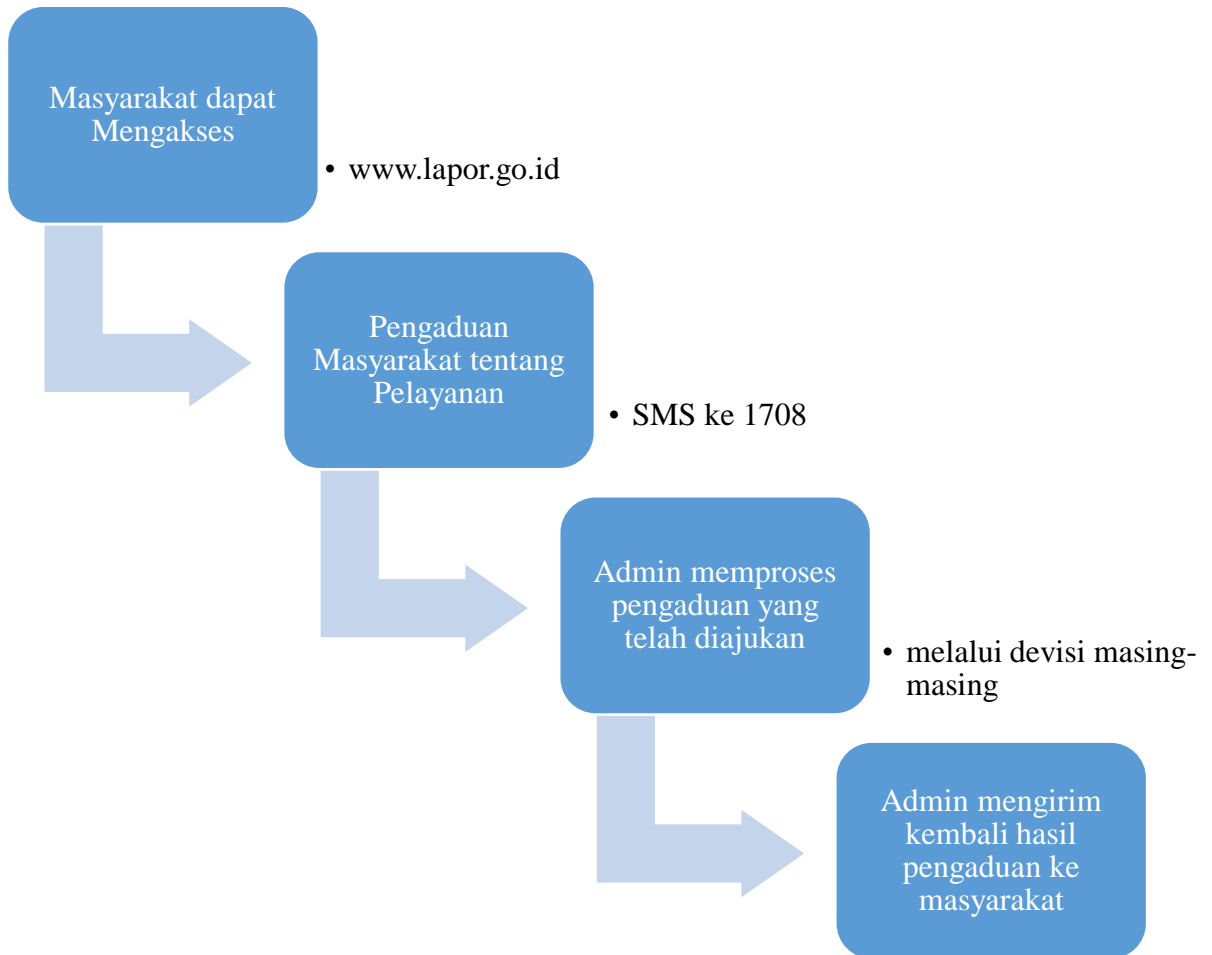 Masyarakat dapat
Mengakses
• www.lapor.go.id
Pengaduan
Masyarakat tentang
Pelayanan
• SMS ke 1708
Admin memproses
pengaduan yang
telah diajukan
• melalui devisi masing-
masing
Admin mengirim
kembali hasil
pengaduan ke
masyarakat